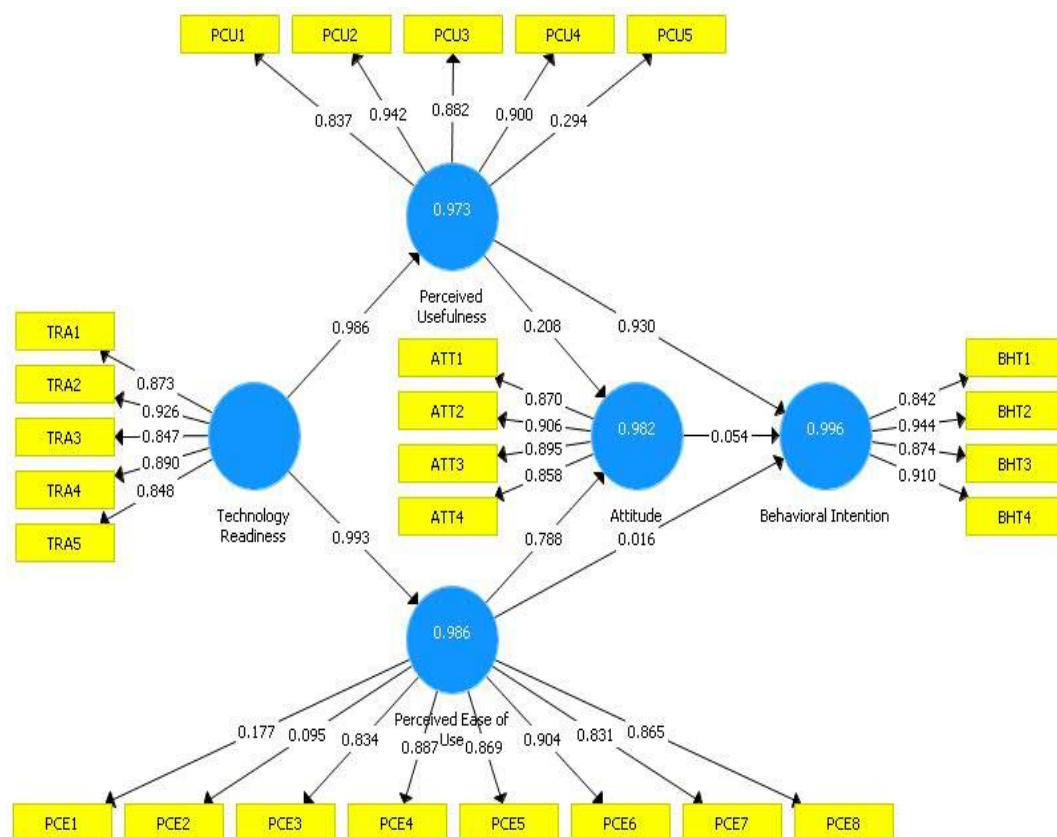 PCU1 PCU2 PCU3 PCU4 PCU5
0.837 0.942 0.882 0.900 0.294
0.973
Perceived
Usefulness
0.986 0.208 0.930
TRA1
TRA2
TRA3
TRA4
TRA5
0.873
0.926
0.847
0.890
0.848
Technology
Readiness
ATT1
ATT2
ATT3
ATT4
0.870
0.906
0.895
0.858
0.982
Attitude
0.054
0.996
Behavioral Intention
0.842
0.944
0.874
0.910
BHT1
BHT2
BHT3
BHT4
0.993 0.788 0.016
0.986
Perceived Ease of
Use
0.177 0.095 0.834 0.887 0.869 0.904 0.831 0.865
PCE1 PCE2 PCE3 PCE4 PCE5 PCE6 PCE7 PCE8